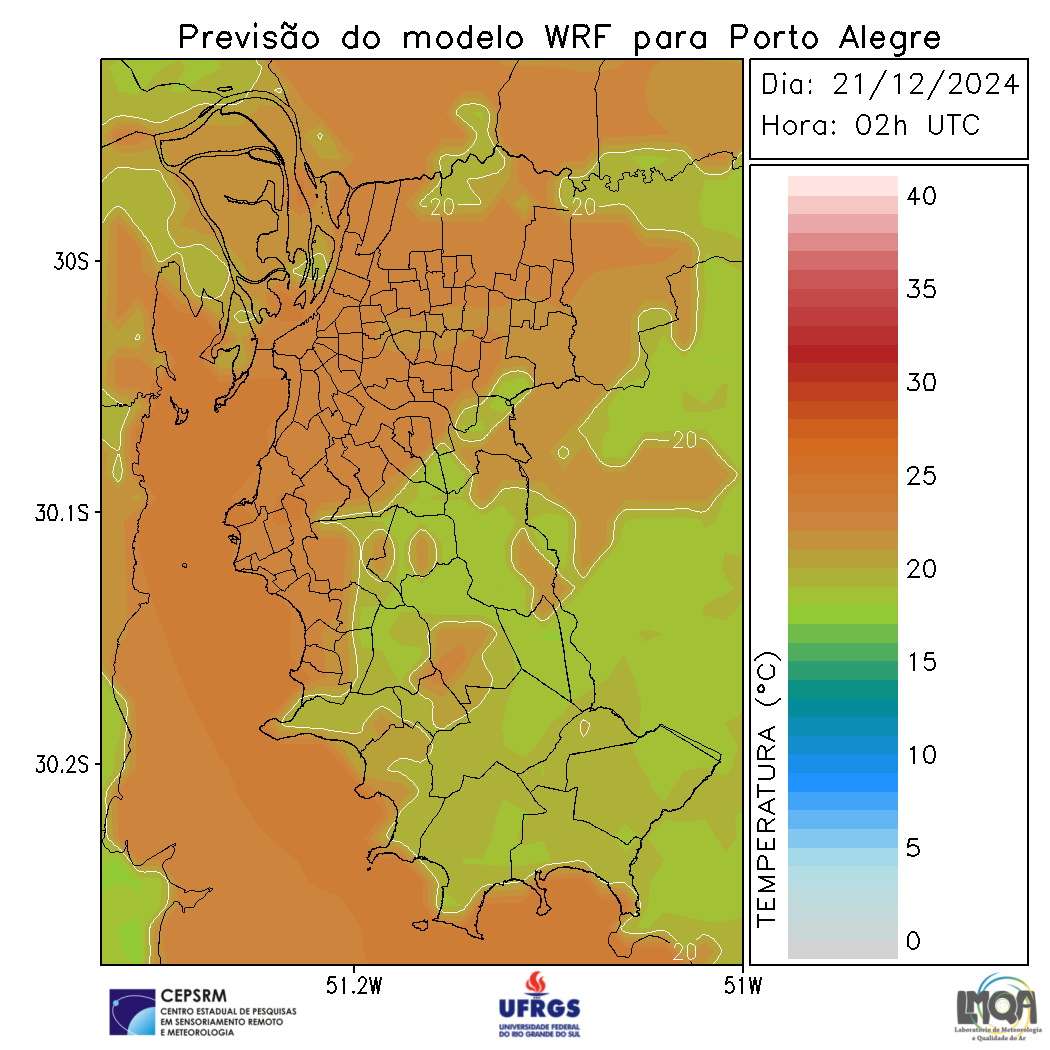 Previsão do modelo WRF para Porto Alegre
Dia: 21/12/2024
Hora: 02h UTC
30S
30.1S
30.2S
51.2W
51W
20
20
20
20
TEMPERATURA (°C)
40
35
30
25
20
15
10
5
0
CEPSRM
CENTRO ESTADUAL DE PESQUISAS
EM SENSORIAMENTO REMOTO
E METEOROLOGIA
UFRGS
UNIVERSIDADE FEDERAL
DO RIO GRANDE DO SUL
LMQA
Laboratório de Meteorologia
e Qualidade do Ar